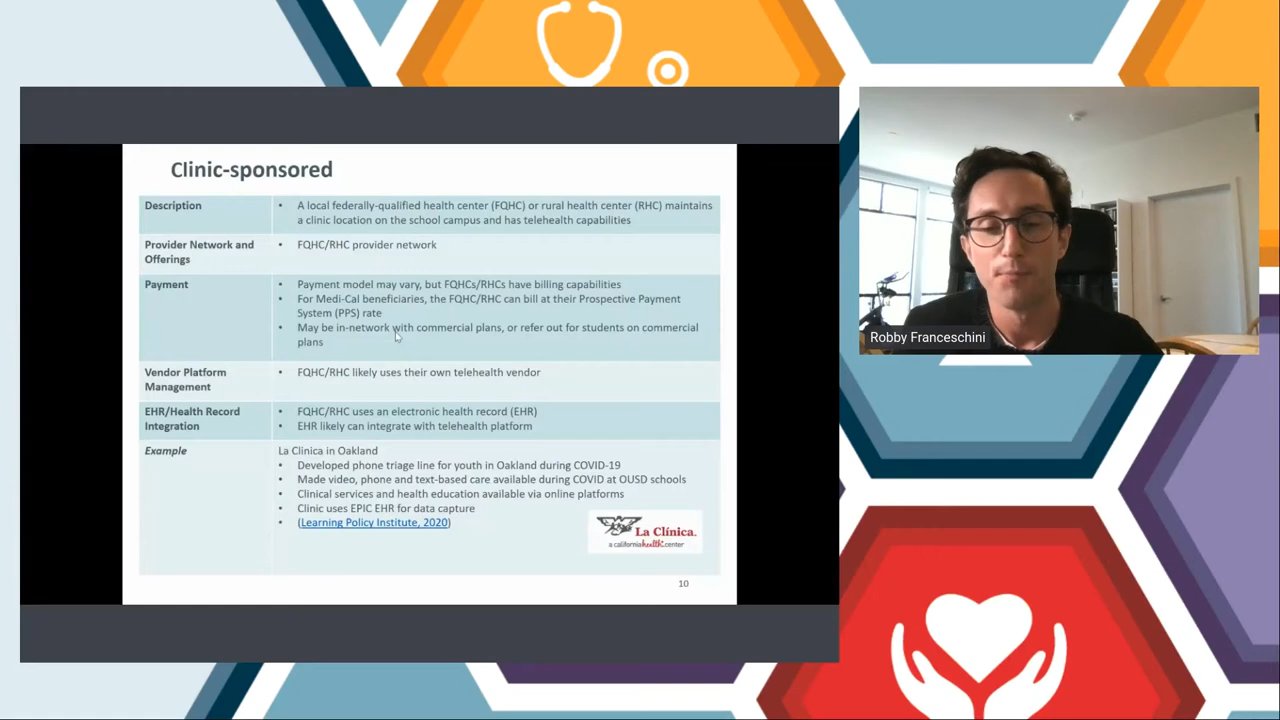 Clinic-sponsored
Description
• A local federally-qualified health center (FQHC) or rural health center (RHC) maintains
a clinic location on the school campus and has telehealth capabilities
Provider Network and
Offerings
• FQHC/RHC provider network
Payment
• Payment model may vary, but FQHCs/RHCs have billing capabilities
• For Medi-Cal beneficiaries, the FQHC/RHC can bill at their Prospective Payment
System (PPS) rate
• May be in-network with commercial plans, or refer out for students on commercial
plans
Vendor Platform
Management
• FQHC/RHC likely uses their own telehealth vendor
EHR/Health Record
Integration
• FQHC/RHC uses an electronic health record (EHR)
• EHR likely can integrate with telehealth platform
Example
La Clinica in Oakland
• Developed phone triage line for youth in Oakland during COVID-19
• Made video, phone and text-based care available during COVID at OUSD schools
• Clinical services and health education available via online platforms
• Clinic uses EPIC EHR for data capture
• (Learning Policy Institute, 2020)
La Clínica.
a california health center
10
Robby Franceschini